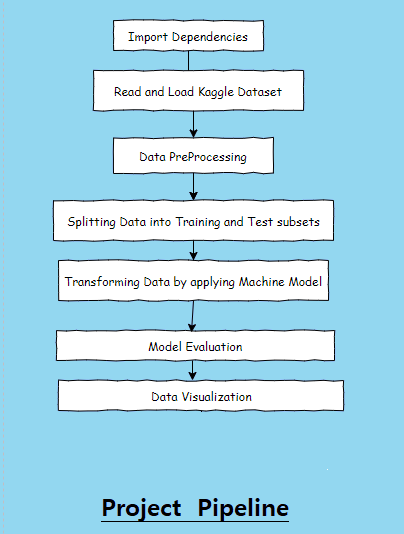 Import Dependencies
Read and Load Kaggle Dataset
Data PreProcessing
Splitting Data into Training and Test subsets
Transforming Data by applying Machine Model
Model Evaluation
Data Visualization
Project Pipeline